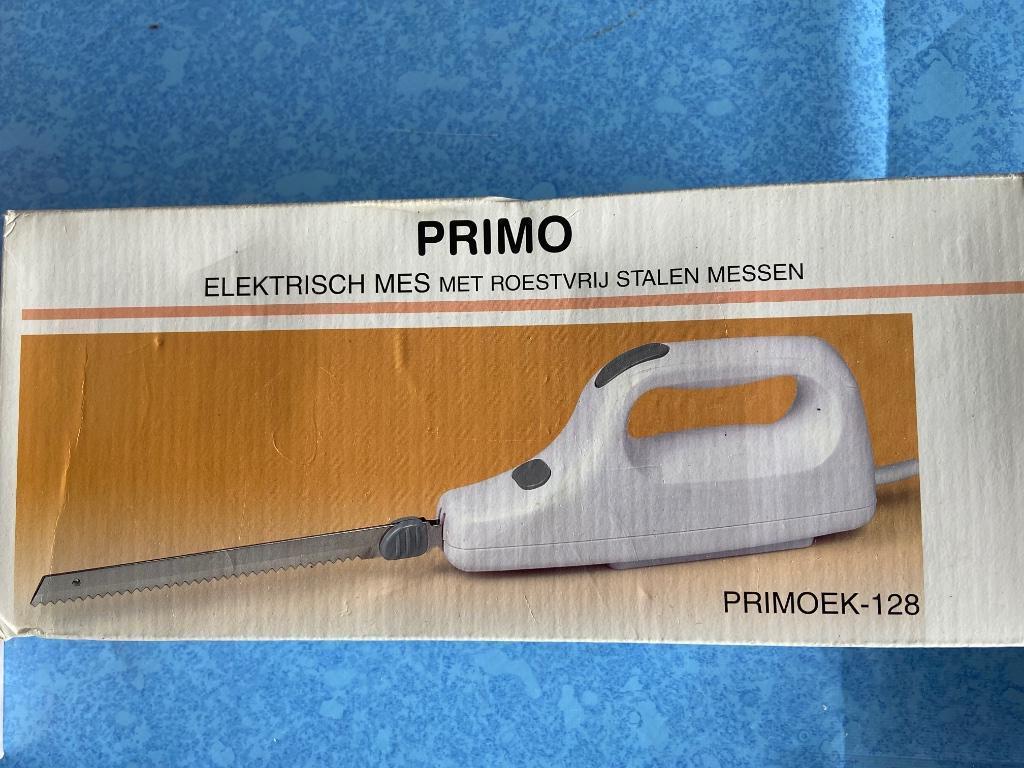 PRIMO
ELEKTRISCH MES MET ROESTVRIJ STALEN MESSEN
PRIMOEK-128